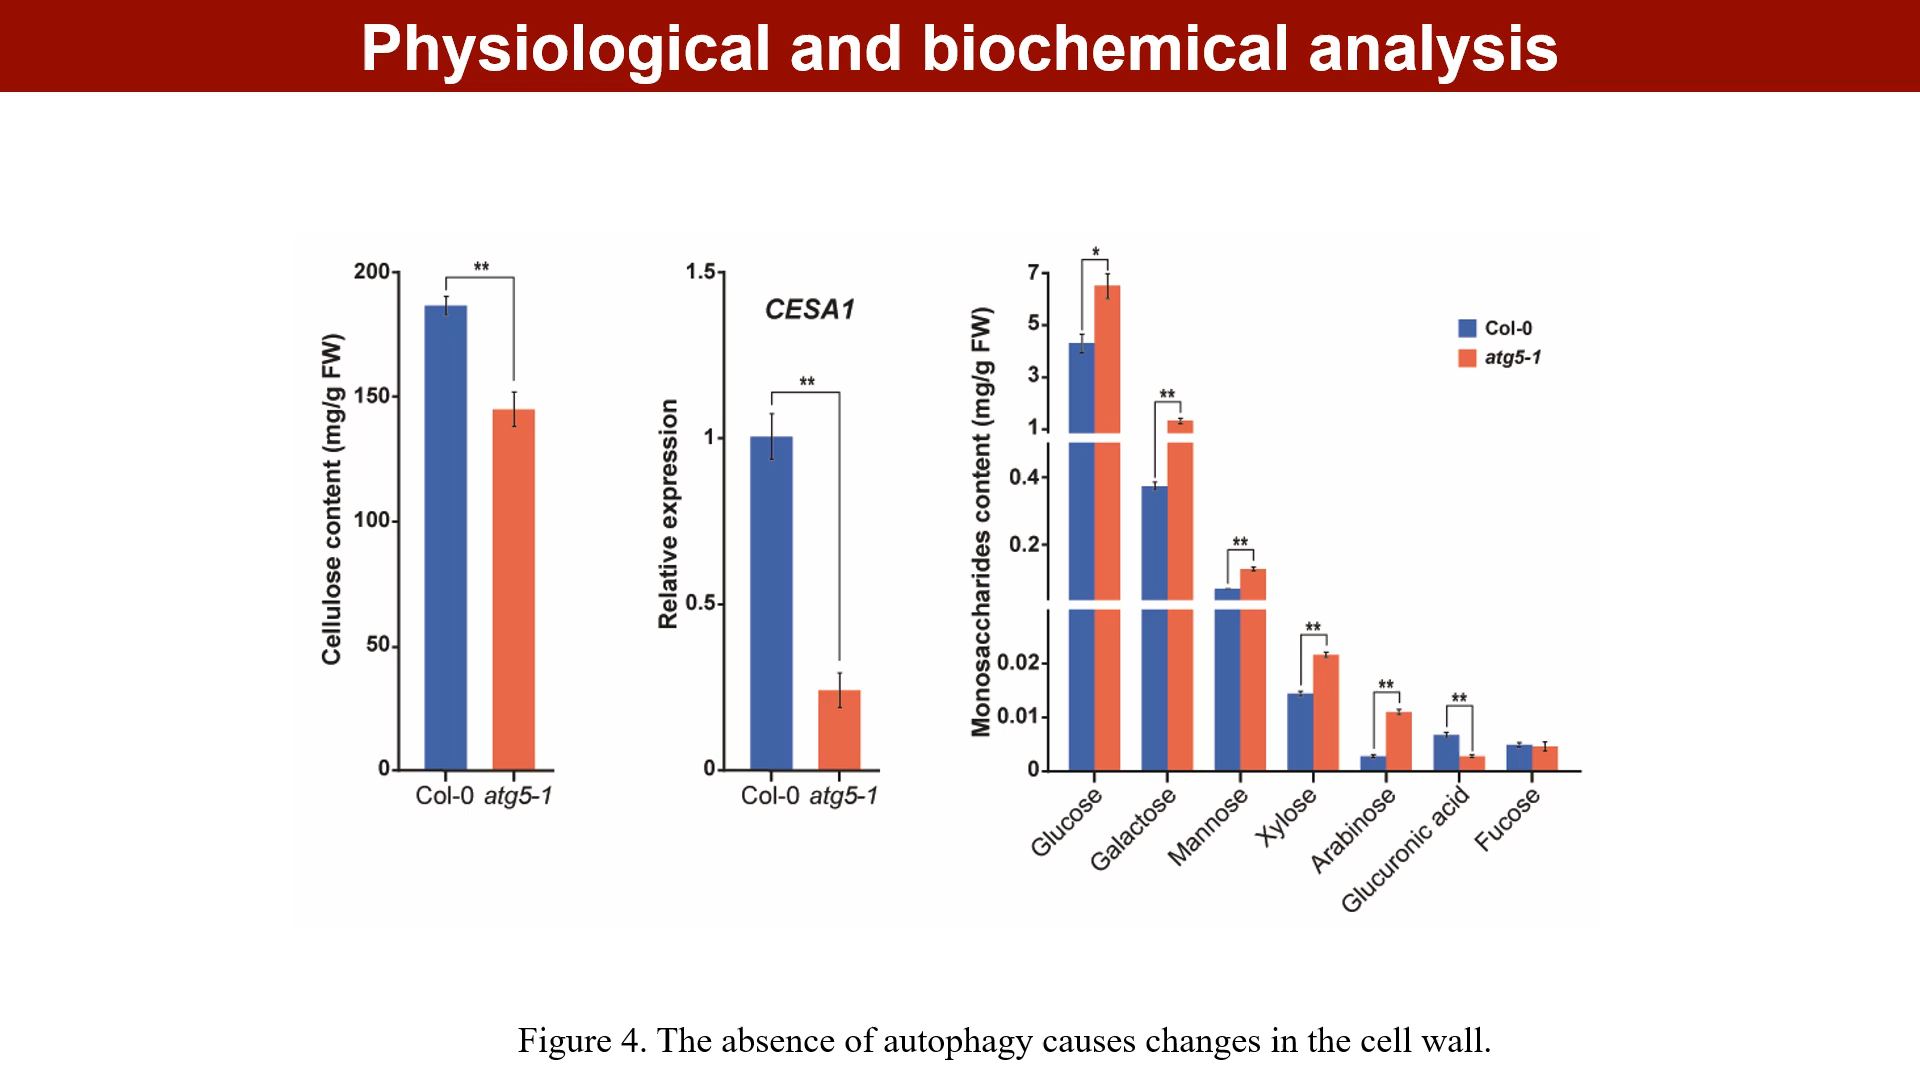 Physiological and biochemical analysis
Cellulose content (mg/g FW)
200
150
100
50
0
**
Col-0 atg5-1
Relative expression
1.5
1
0.5
0
CESA1
**
Col-0 atg5-1
Monosaccharides content (mg/g FW)
7
5
3
1
0.4
0.2
0.02
0.01
0
*
**
**
**
**
**
Col-0
atg5-1
Glucose
Galactose
Mannose
Xylose
Arabinose
Glucuronic acid
Fucose
Figure 4. The absence of autophagy causes changes in the cell wall.